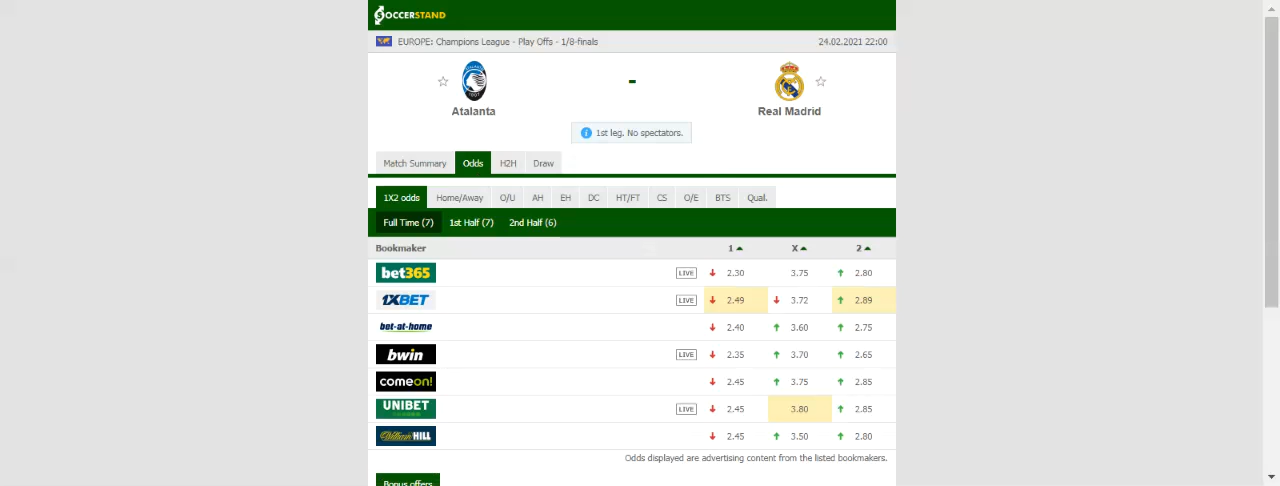 SOCCERSTAND
EUROPE: Champions League - Play Offs - 1/8-finals 24.02.2021 22:00
-
Atalanta Real Madrid
1st leg. No spectators.
Match Summary Odds H2H Draw
1X2 odds Home/Away O/U AH EH DC HT/FT CS O/E BTS Qual.
Full Time (7) 1st Half (7) 2nd Half (6)
Bookmaker 1 X 2
bet365 LIVE 2.30 3.75 2.80
1XBET LIVE 2.49 3.72 2.89
bet-at-home 2.40 3.60 2.75
bwin LIVE 2.35 3.70 2.65
comeon! 2.45 3.75 2.85
UNIBET LIVE 2.45 3.80 2.85
William HILL 2.45 3.50 2.80
Odds displayed are advertising content from the listed bookmakers.
Bonus offers